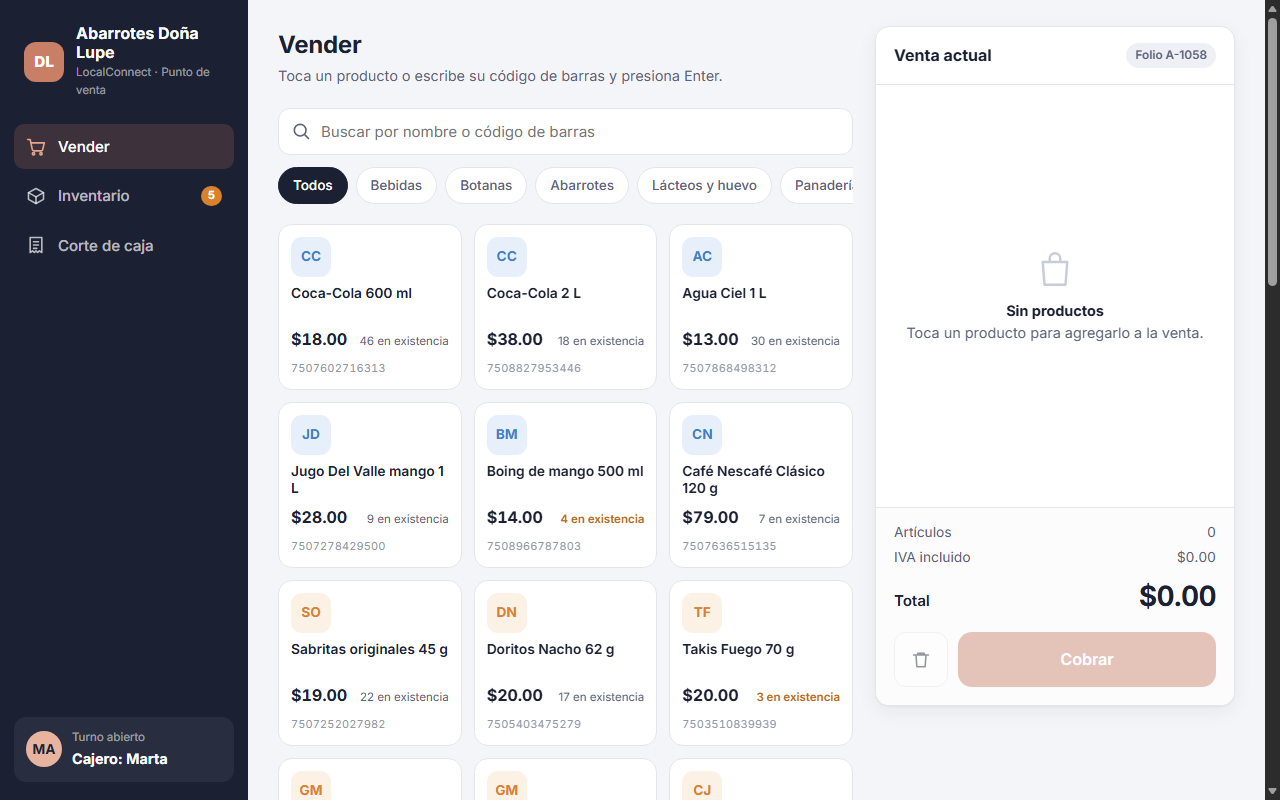 DL
Abarrotes Doña
Lupe
LocalConnect · Punto de
venta
Vender
Inventario
5
Corte de caja
MA
Turno abierto
Cajero: Marta
Vender
Toca un producto o escribe su código de barras y presiona Enter.
Buscar por nombre o código de barras
Todos
Bebidas
Botanas
Abarrotes
Lácteos y huevo
Panadería
CC
Coca-Cola 600 ml
$18.00
46 en existencia
7507602716313
CC
Coca-Cola 2 L
$38.00
18 en existencia
7508827953446
AC
Agua Ciel 1 L
$13.00
30 en existencia
7507868498312
JD
Jugo Del Valle mango 1
L
$28.00
9 en existencia
7507278429500
BM
Boing de mango 500 ml
$14.00
4 en existencia
7508966787803
CN
Café Nescafé Clásico
120 g
$79.00
7 en existencia
7507636515135
SO
Sabritas originales 45 g
$19.00
22 en existencia
7507252027982
DN
Doritos Nacho 62 g
$20.00
17 en existencia
7505403475279
TF
Takis Fuego 70 g
$20.00
3 en existencia
7503510839939
GM
GM
CJ
Venta actual
Folio A-1058
Sin productos
Toca un producto para agregarlo a la venta.
Artículos
0
IVA incluido
$0.00
Total
$0.00
Cobrar